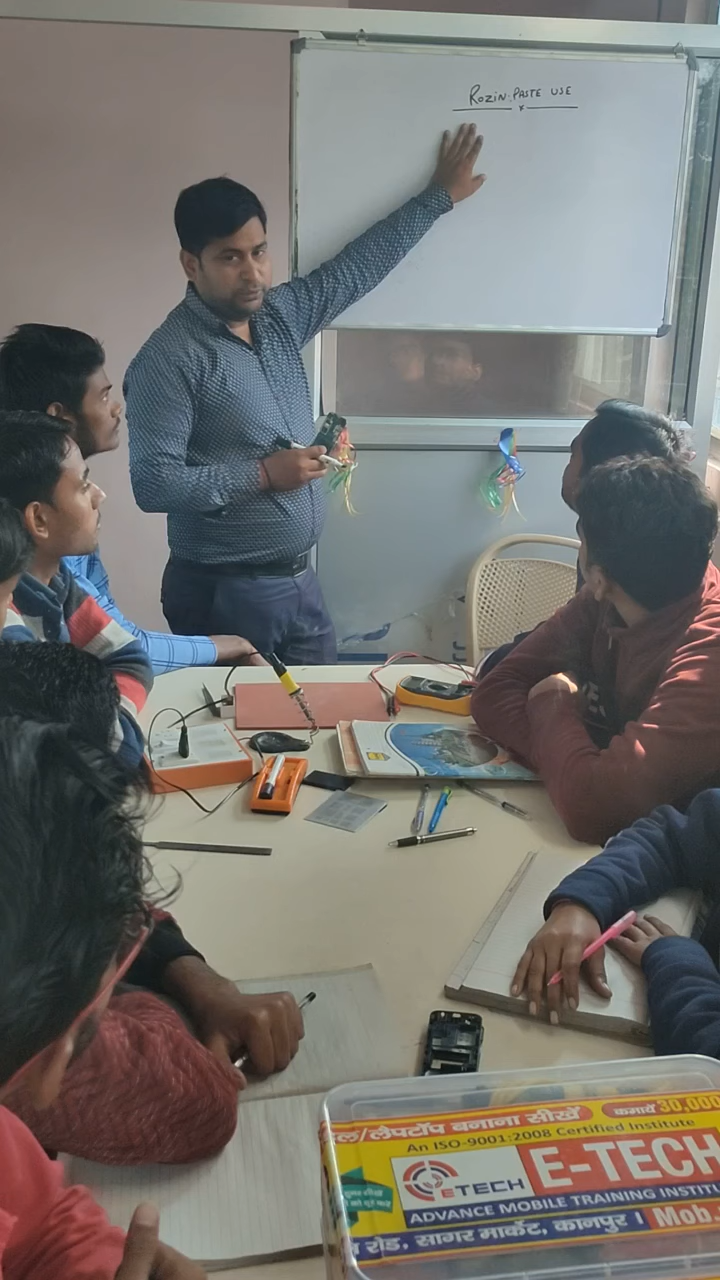 ROZIN: PASTE USE
ल/लैपटॉप बनाना सीखें कमायें 30,000
An ISO-9001:2008 Certified Institute
ETECH E-TECH
ADVANCE MOBILE TRAINING INSTITU
रोड, सागर मार्केट, कानपुर । Mob.